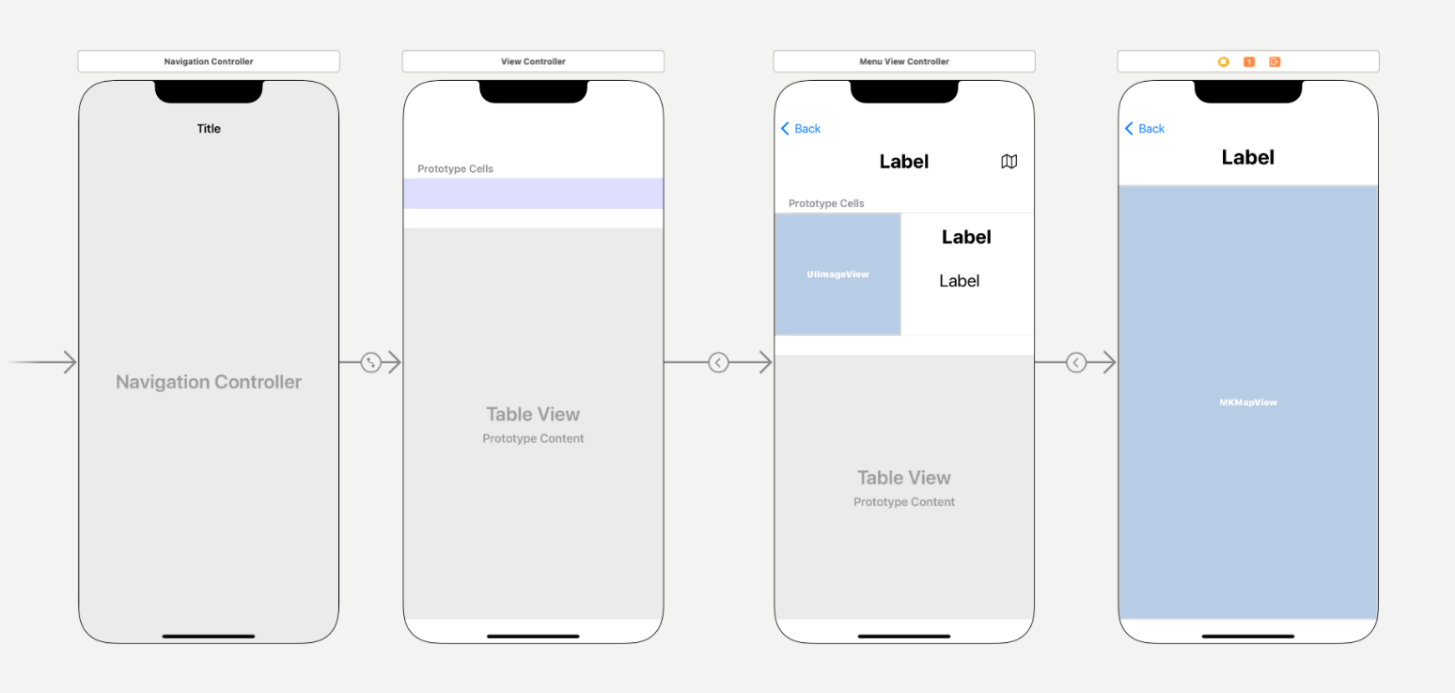 Navigation Controller
Title
Navigation Controller
View Controller
Prototype Cells
Table View
Prototype Content
Menu View Controller
Back
Label
Prototype Cells
UIImageView
Label
Label
Table View
Prototype Content
1
Back
Label
MKMapView